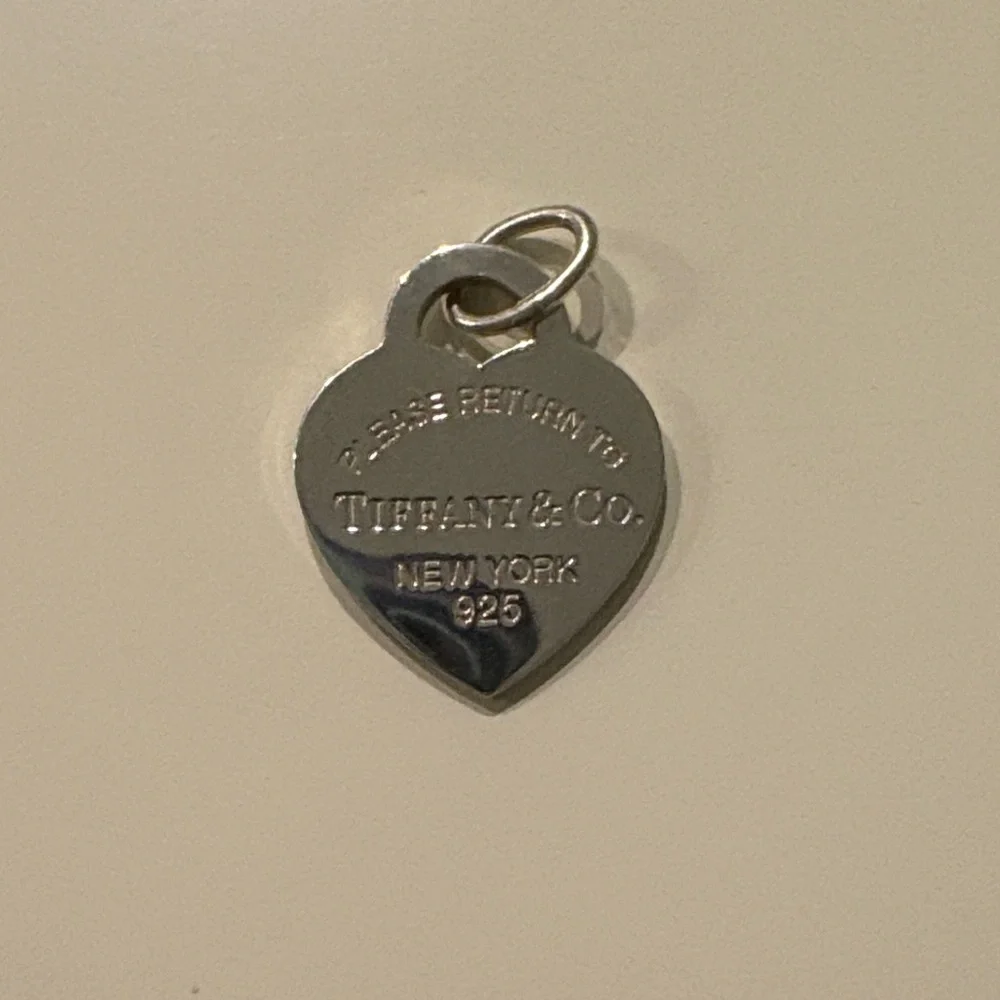 PLEASE RETURN TO
TIFFANY & CO.
NEW YORK
925